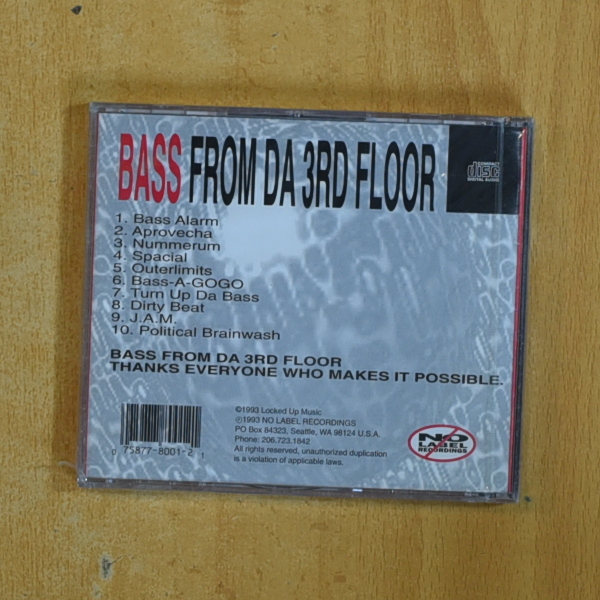 BASS FROM DA 3RD FLOOR
COMPACT
disc
DIGITAL AUDIO
1. Bass Alarm
2. Aprovecha
3. Nummerum
4. Spacial
5. Outerlimits
6. Bass-A-GOGO
7. Turn Up Da Bass
8. Dirty Beat
9. J.A.M.
10. Political Brainwash
BASS FROM DA 3RD FLOOR
THANKS EVERYONE WHO MAKES IT POSSIBLE.
©1993 Locked Up Music
℗1993 NO LABEL RECORDINGS
PO Box 84323, Seattle, WA 98124 U.S.A.
Phone: 206.723.1842
All rights reserved, unauthorized duplication
is a violation of applicable laws.
0 75877-8001-2 1
NO
LABEL
RECORDINGS